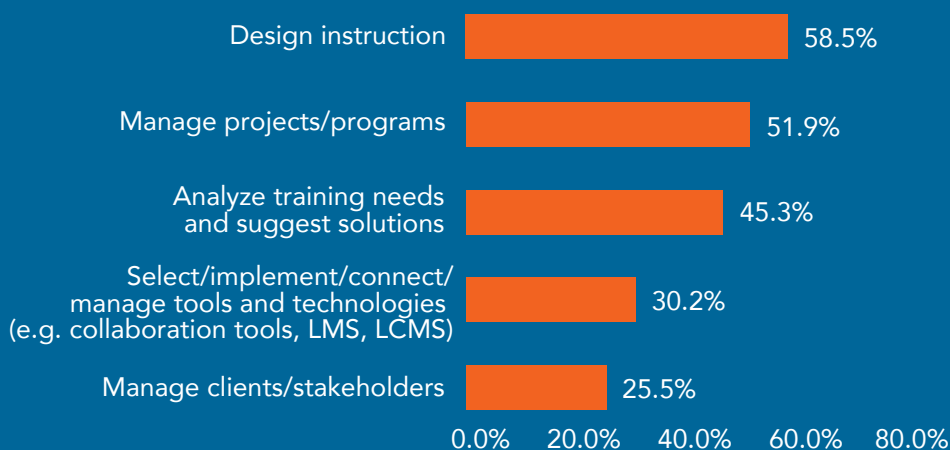 Design instruction
58.5%
Manage projects/programs
51.9%
Analyze training needs
and suggest solutions
45.3%
Select/implement/connect/
manage tools and technologies
(e.g. collaboration tools, LMS, LCMS)
30.2%
Manage clients/stakeholders
25.5%
0.0% 20.0% 40.0% 60.0% 80.0%